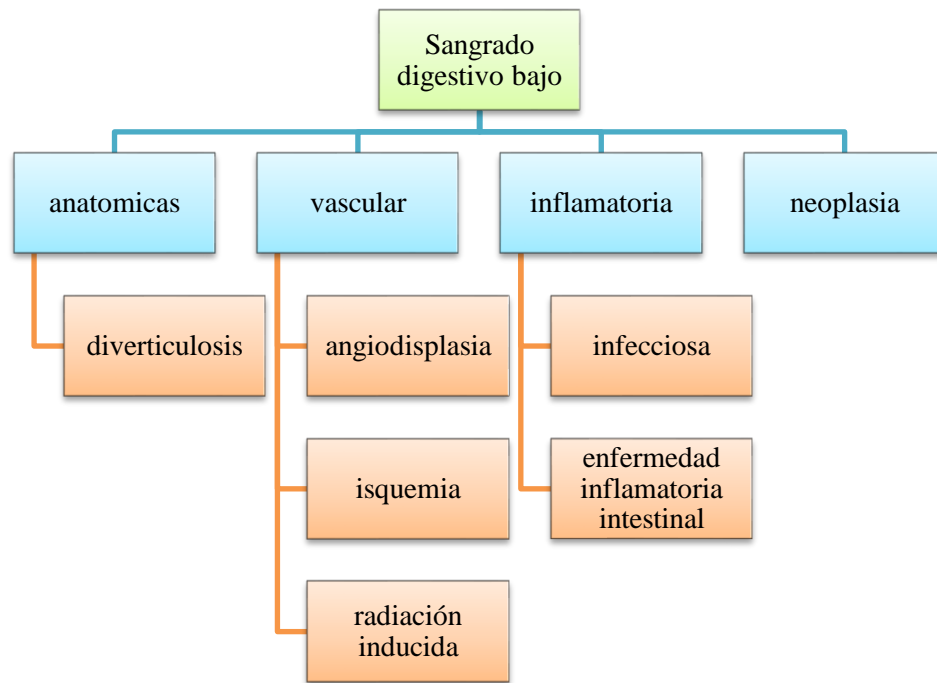 Sangrado
digestivo bajo
anatomicas
vascular
inflamatoria
neoplasia
diverticulosis
angiodisplasia
infecciosa
isquemia
enfermedad
inflamatoria
intestinal
radiación
inducida